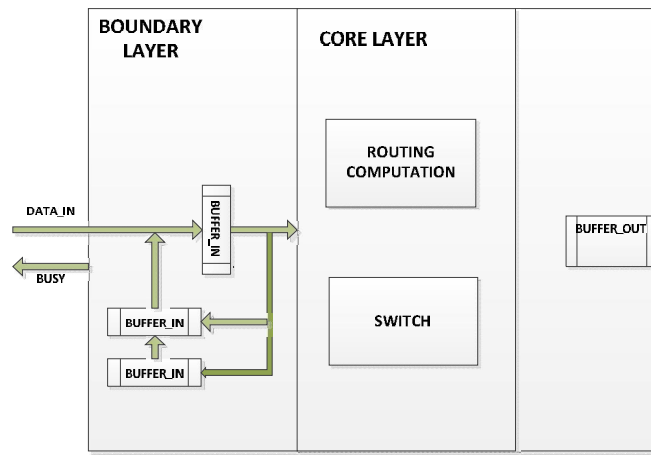 BOUNDARY
LAYER
CORE LAYER
ROUTING
COMPUTATION
DATA_IN
BUFFER_IN
BUFFER_OUT
BUSY
BUFFER_IN
SWITCH
BUFFER_IN